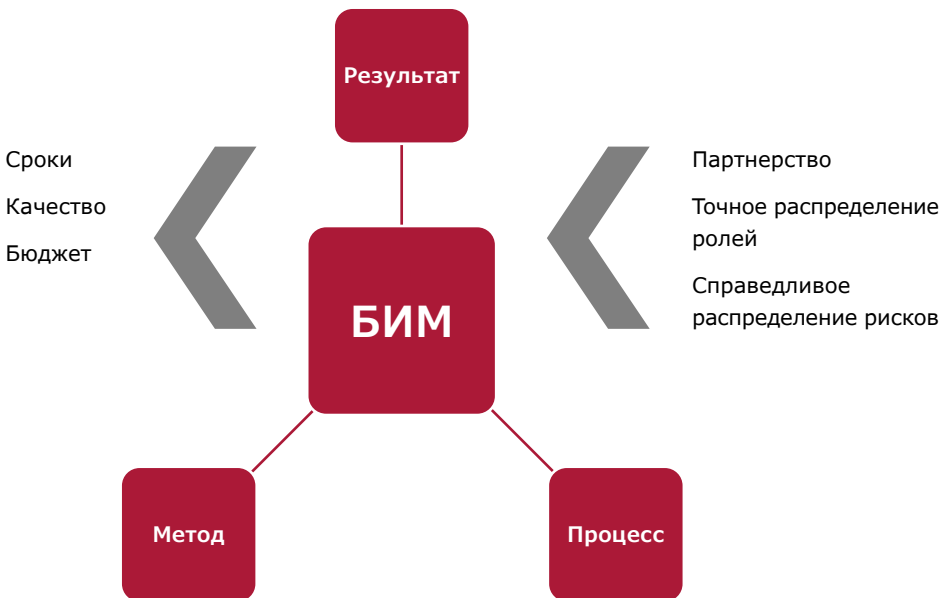 Результат
Сроки
Качество
Бюджет
БИМ
Партнерство
Точное распределение
ролей
Справедливое
распределение рисков
Метод
Процесс